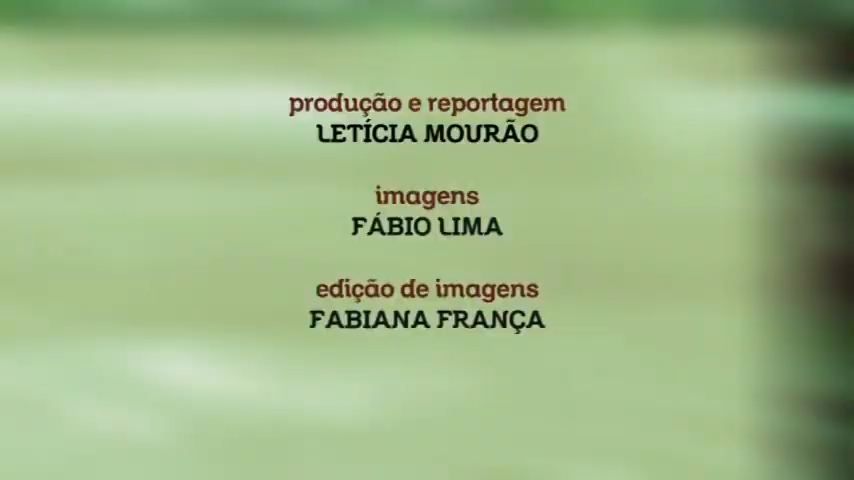 produção e reportagem
LETÍCIA MOURÃO
imagens
FÁBIO LIMA
edição de imagens
FABIANA FRANÇA